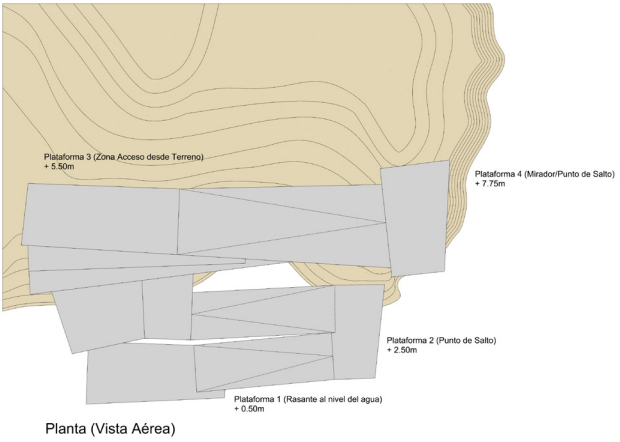 Plataforma 3 (Zona Acceso desde Terreno)
+ 5.50m
Plataforma 4 (Mirador/Punto de Salto)
+ 7.75m
Plataforma 2 (Punto de Salto)
+ 2.50m
Plataforma 1 (Rasante al nivel del agua)
+ 0.50m
Planta (Vista Aérea)